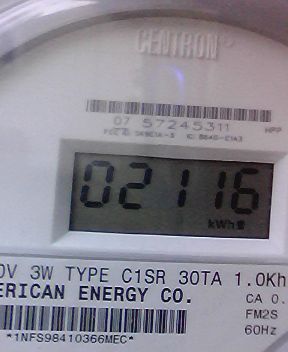 CENTRON®
07 57245311 HPP
02116
kWh
0V 3W TYPE C1SR 30TA 1.0Kh
ERICAN ENERGY CO.
CA 0.
FM2S
60Hz
*1NFS98410366MEC*